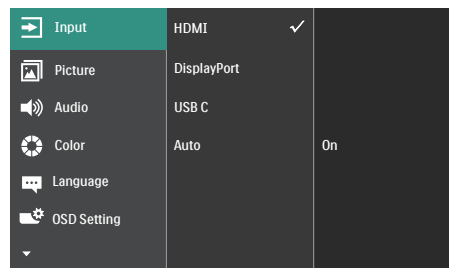 Input
Picture
Audio
Color
Language
OSD Setting
HDMI
DisplayPort
USB C
Auto
On